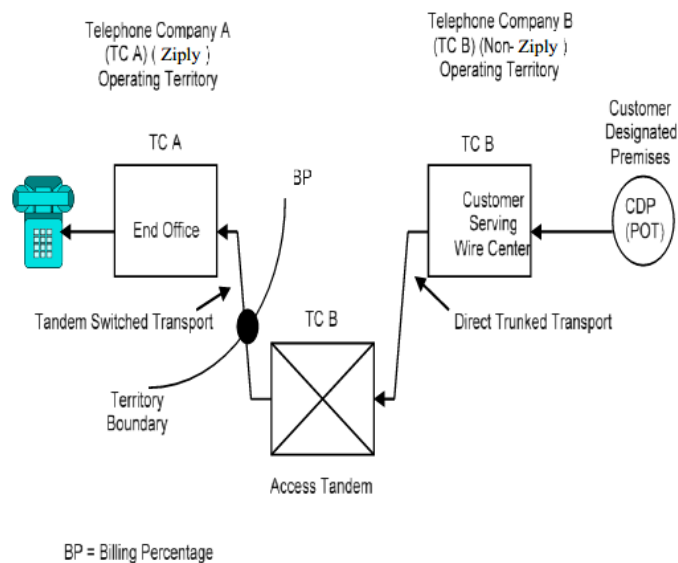 Telephone Company A
(TC A) ( Ziply )
Operating Territory
Telephone Company B
(TC B) (Non- Ziply )
Operating Territory
Customer
Designated
Premises
TC A
BP
TC B
CDP
(POT)
End Office
Customer
Serving
Wire Center
Tandem Switched Transport
TC B
Direct Trunked Transport
Territory
Boundary
Access Tandem
BP = Billing Percentage